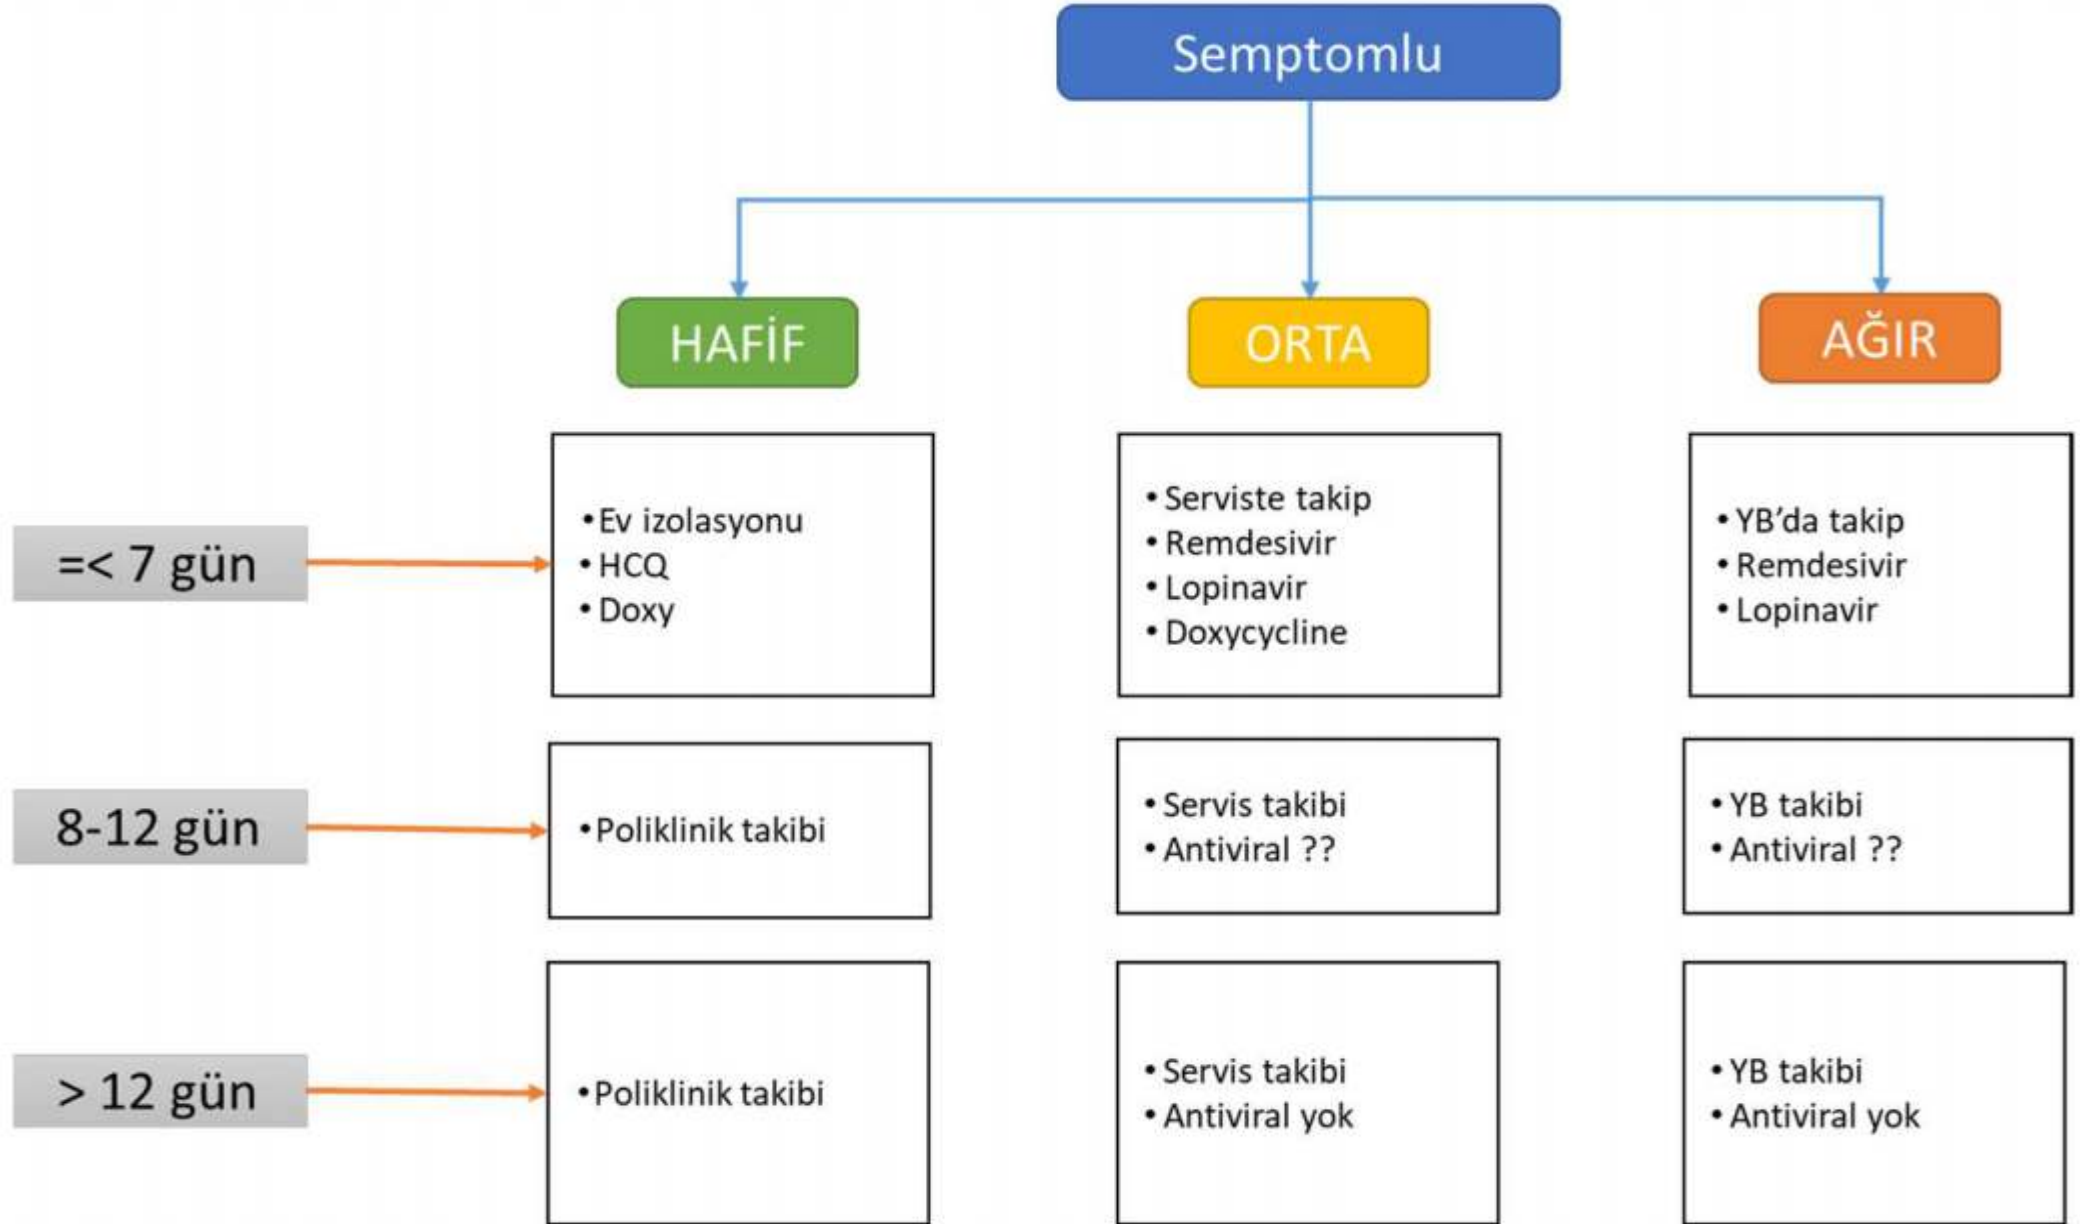 Semptomlu
HAFİF
ORTA
AĞIR
=< 7 gün
•Ev izolasyonu
•HCQ
•Doxy
•Serviste takip
•Remdesivir
•Lopinavir
•Doxycycline
•YB’da takip
•Remdesivir
•Lopinavir
8-12 gün
•Poliklinik takibi
•Servis takibi
•Antiviral ??
•YB takibi
•Antiviral ??
> 12 gün
•Poliklinik takibi
•Servis takibi
•Antiviral yok
•YB takibi
•Antiviral yok